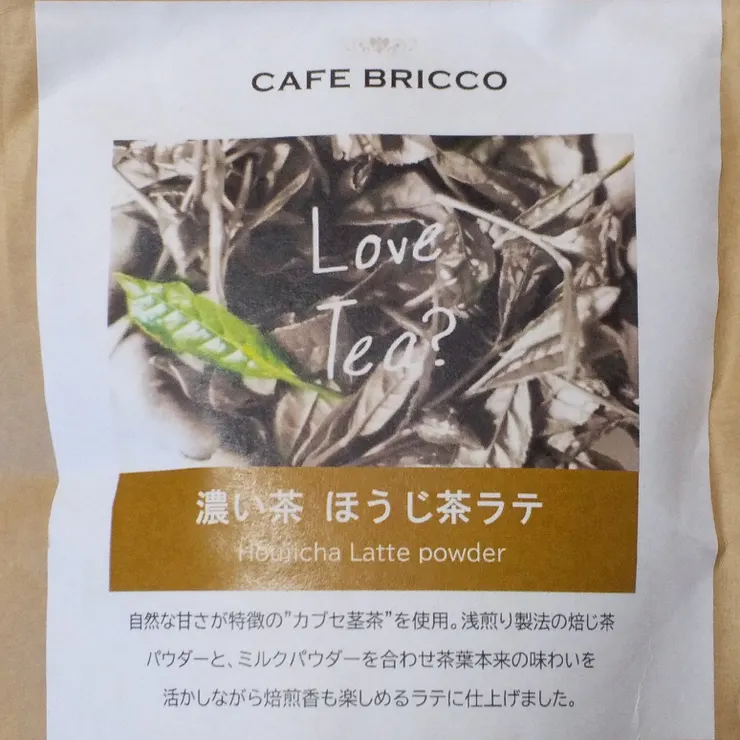 CAFE BRICCO
Love
Tea?
濃い茶 ほうじ茶ラテ
Houjicha Latte powder
自然な甘さが特徴の”カブセ茎茶”を使用。浅煎り製法の焙じ茶
パウダーと、ミルクパウダーを合わせ茶葉本来の味わいを
活かしながら焙煎香も楽しめるラテに仕上げました。